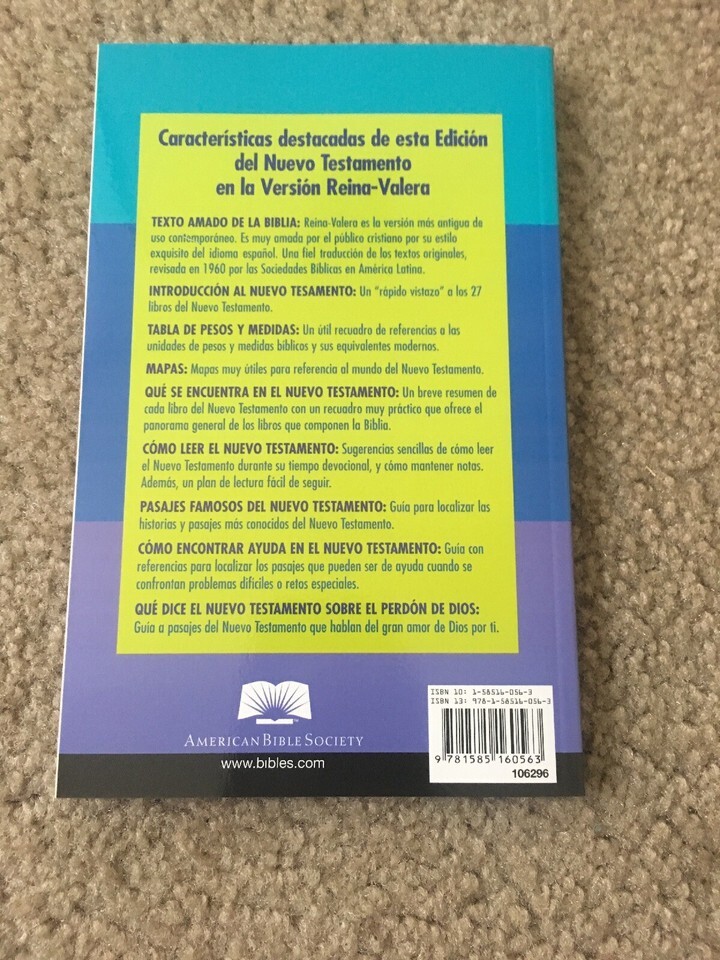 Características destacadas de esta Edición
del Nuevo Testamento
en la Versión Reina-Valera
TEXTO AMADO DE LA BIBLIA: Reina-Valera es la versión más antigua de
uso contemporáneo. Es muy amada por el público cristiano por su estilo
exquisito del idioma español. Una fiel traducción de los textos originales,
revisada en 1960 por las Sociedades Bíblicas en América Latina.
INTRODUCCIÓN AL NUEVO TESAMENTO: Un "rápido vistazo" a los 27
libros del Nuevo Testamento.
TABLA DE PESOS Y MEDIDAS: Un útil recuadro de referencias a las
unidades de pesos y medidas bíblicos y sus equivalentes modernos.
MAPAS: Mapas muy útiles para referencia al mundo del Nuevo Testamento.
QUÉ SE ENCUENTRA EN EL NUEVO TESTAMENTO: Un breve resumen de
cada libro del Nuevo Testamento con un recuadro muy práctico que ofrece el
panorama general de los libros que componen la Biblia.
CÓMO LEER EL NUEVO TESTAMENTO: Sugerencias sencillas de cómo leer
el Nuevo Testamento durante su tiempo devocional, y cómo mantener notas.
Además, un plan de lectura fácil de seguir.
PASAJES FAMOSOS DEL NUEVO TESTAMENTO: Guía para localizar las
historias y pasajes más conocidos del Nuevo Testamento.
CÓMO ENCONTRAR AYUDA EN EL NUEVO TESTAMENTO: Guía con
referencias para localizar los pasajes que pueden ser de ayuda cuando se
confrontan problemas difíciles o retos especiales.
QUÉ DICE EL NUEVO TESTAMENTO SOBRE EL PERDÓN DE DIOS:
Guía a pasajes del Nuevo Testamento que hablan del gran amor de Dios por ti.
AMERICAN BIBLE SOCIETY
www.bibles.com
ISBN 10: 1-58516-056-3
ISBN 13: 978-1-58516-056-3
9 781585 160563
106296